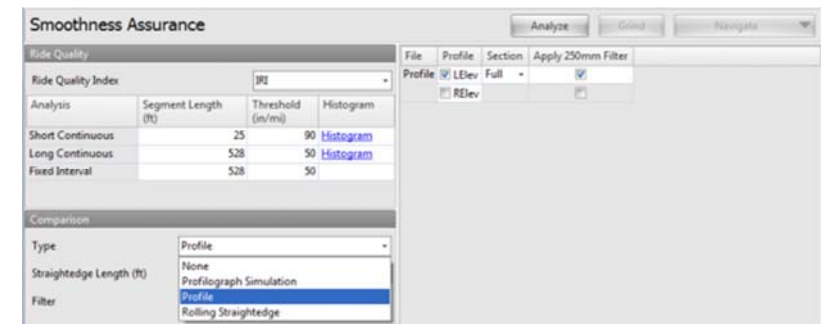 Smoothness Assurance
Analyze Grind Navigate
Ride Quality
Ride Quality Index IRI
Analysis Segment Length (ft) Threshold (in/mi) Histogram
Short Continuous 25 90 Histogram
Long Continuous 528 50 Histogram
Fixed Interval 528 50
Comparison
Type Profile
Straightedge Length (ft)
Filter
None
Profilograph Simulation
Profile
Rolling Straightedge
File Profile Section Apply 250mm Filter
Profile LElev Full
RElev